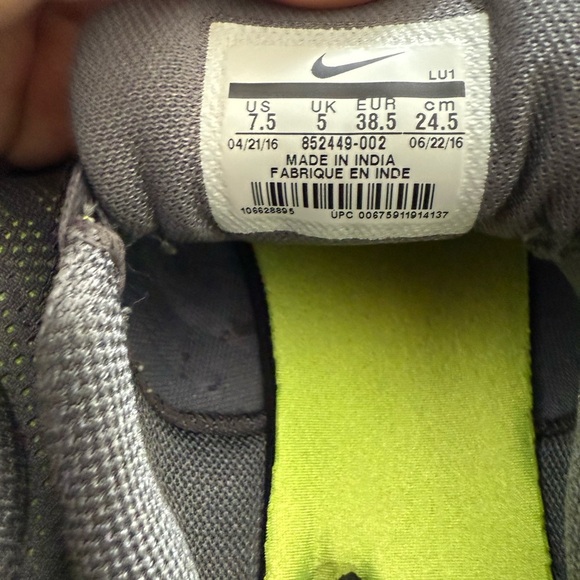 LU1
US UK EUR cm
7.5 5 38.5 24.5
04/21/16 852449-002 06/22/16
MADE IN INDIA
FABRIQUE EN INDE
106628895 UPC 00675911914137